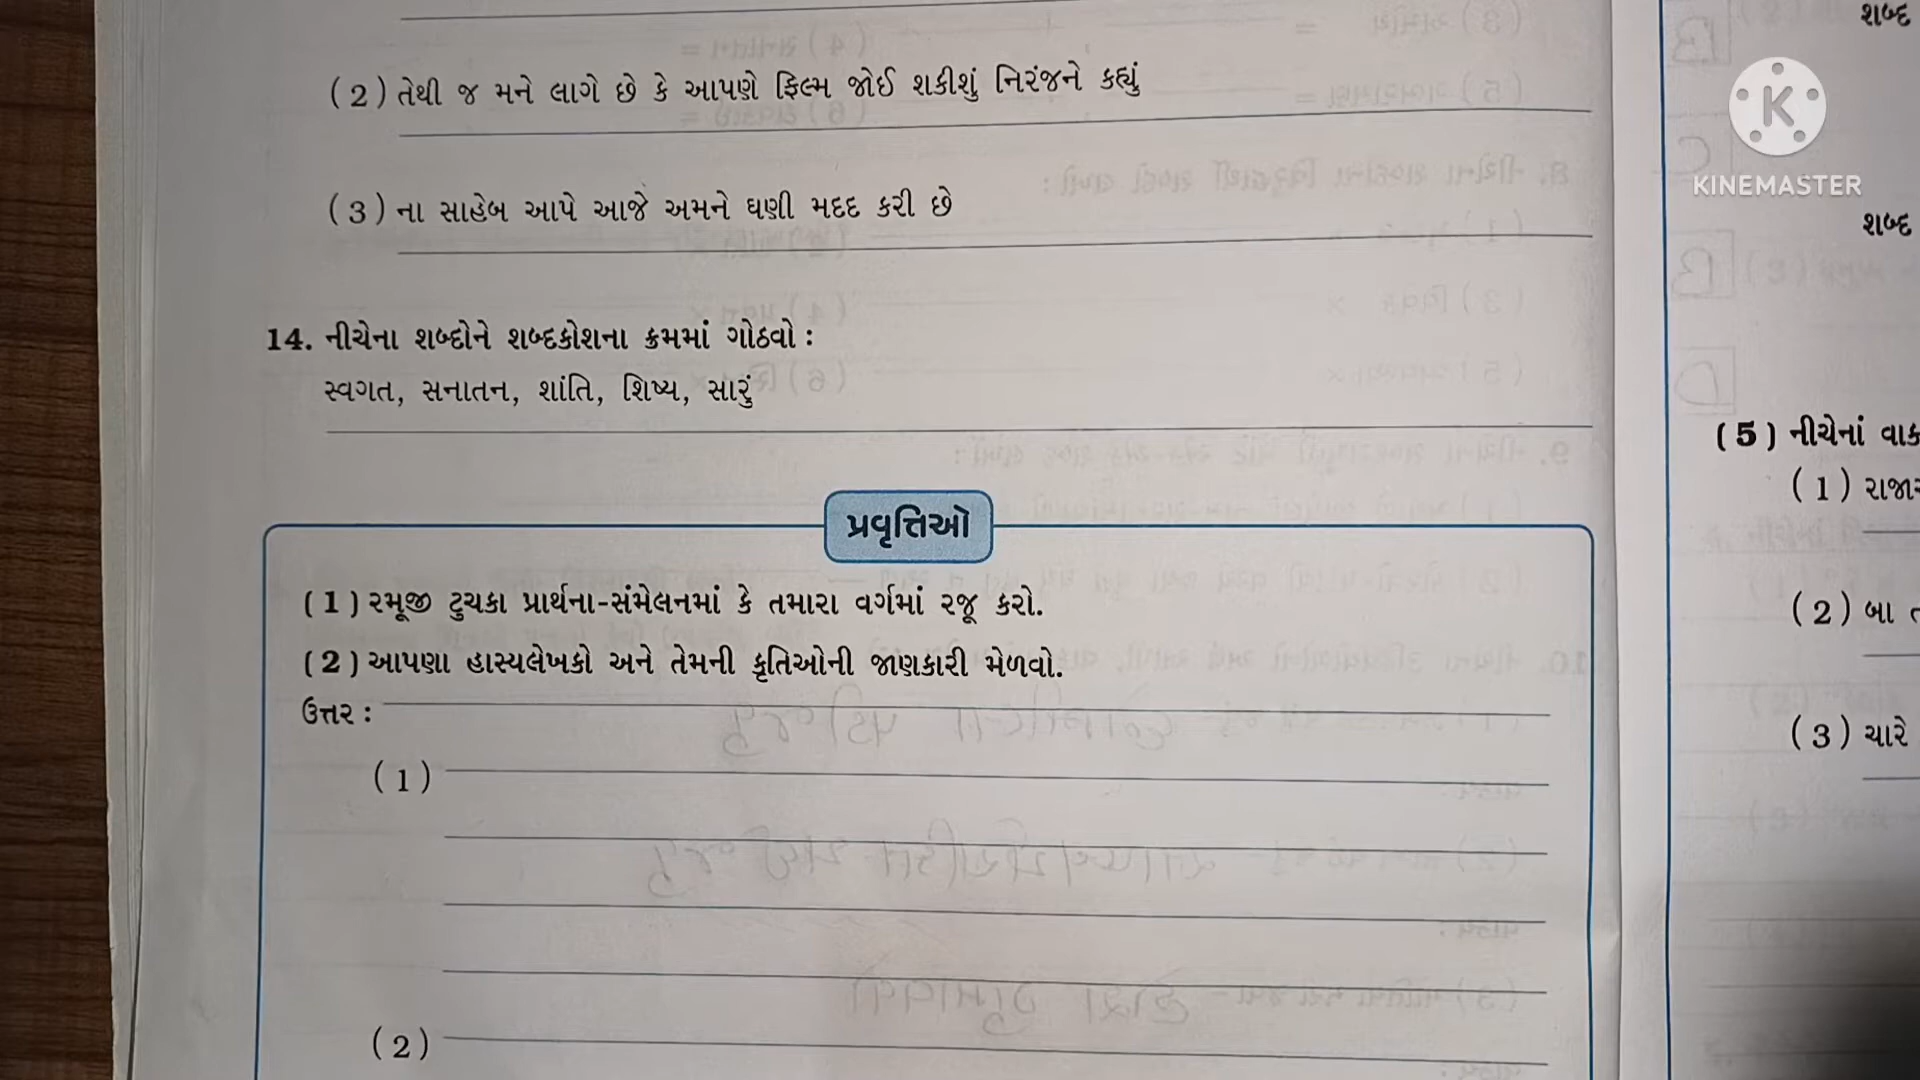 (2) તેથી જ મને લાગે છે કે આપણે ફિલ્મ જોઈ શકીશું નિરંજને કહ્યું
(3) ના સાહેબ આપે આજે અમને ઘણી મદદ કરી છે
14. નીચેના શબ્દોને શબ્દકોશના ક્રમમાં ગોઠવો :
સ્વગત, સનાતન, શાંતિ, શિષ્ય, સારું
પ્રવૃત્તિઓ
(1) રમૂજી ટુચકા પ્રાર્થના-સંમેલનમાં કે તમારા વર્ગમાં રજૂ કરો.
(2) આપણા હાસ્યલેખકો અને તેમની કૃતિઓની જાણકારી મેળવો.
ઉત્તર :
(1)
(2)
શબ્દ
K
KINEMASTER
શબ્દ
(5) નીચેનાં
(1)
(2) બા
(3) ચારે